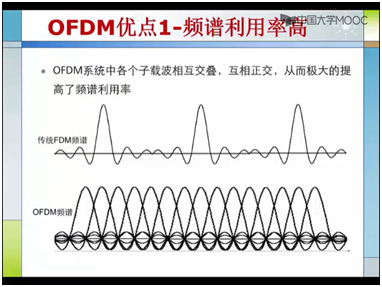 中国大学MOOC
OFDM优点1-频谱利用率高
OFDM系统中各个子载波相互交叠，互相正交，从而极大的提
高了频谱利用率
传统FDM频谱
OFDM频谱